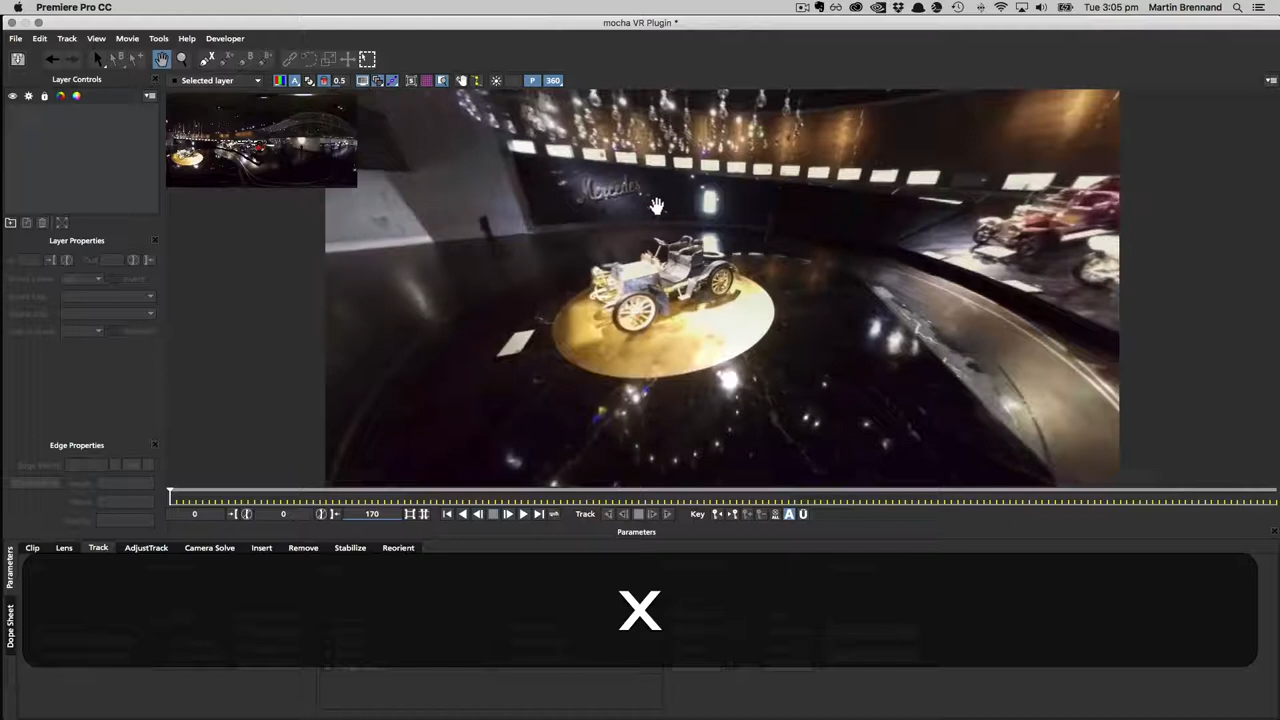 Premiere Pro CC
Tue 3:05 pm
Martin Brennand
mocha VR Plugin *
File Edit Track View Movie Tools Help Developer
Layer Controls
Selected layer
0.5
P 360
Mercedes
Layer Properties
Edge Properties
0 0 170
Track
Key
A Ü
Parameters
Clip Lens Track AdjustTrack Camera Solve Insert Remove Stabilize Reorient
Parameters
Dope Sheet
X